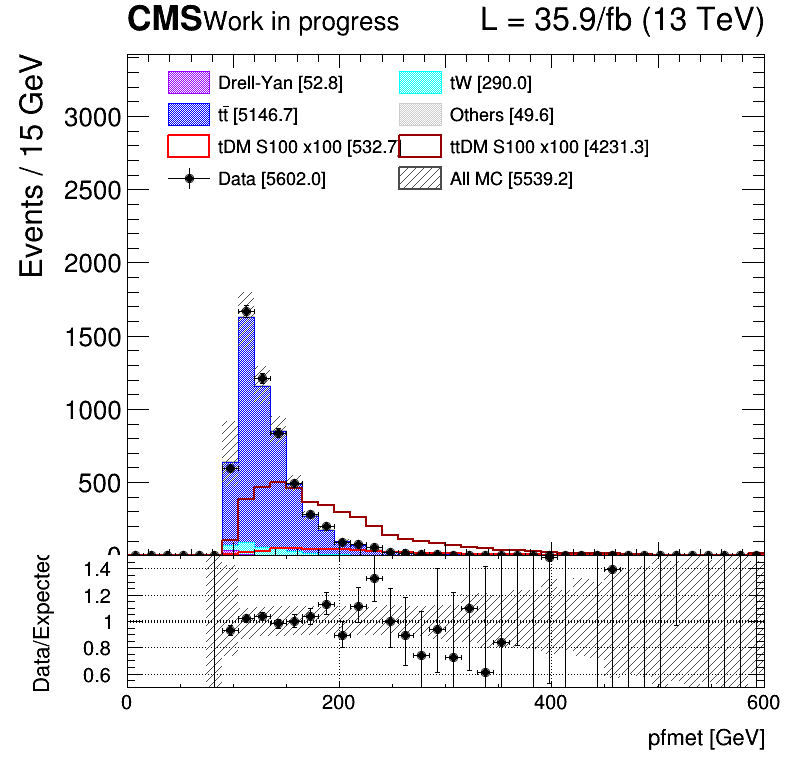 CMS Work in progress L = 35.9/fb (13 TeV)
Events / 15 GeV
Drell-Yan [52.8] tW [290.0]
tt̄ [5146.7] Others [49.6]
tDM S100 x100 [532.7] ttDM S100 x100 [4231.3]
Data [5602.0] All MC [5539.2]
3000
2500
2000
1500
1000
500
0
Data/Expected
1.4
1.2
1
0.8
0.6
0 200 400 600
pfmet [GeV]